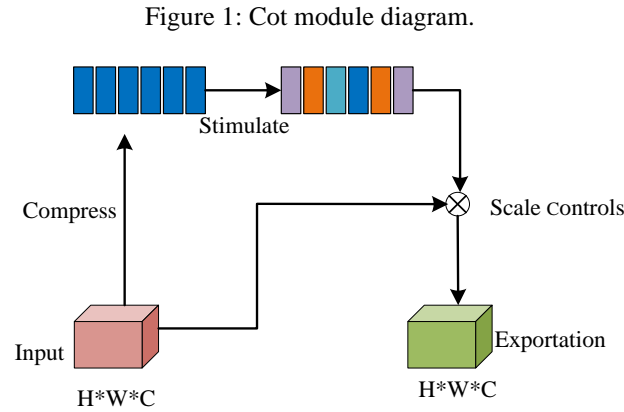 Figure 1: Cot module diagram.
Stimulate
Compress
Scale Controls
Input
Exportation
H*W*C
H*W*C